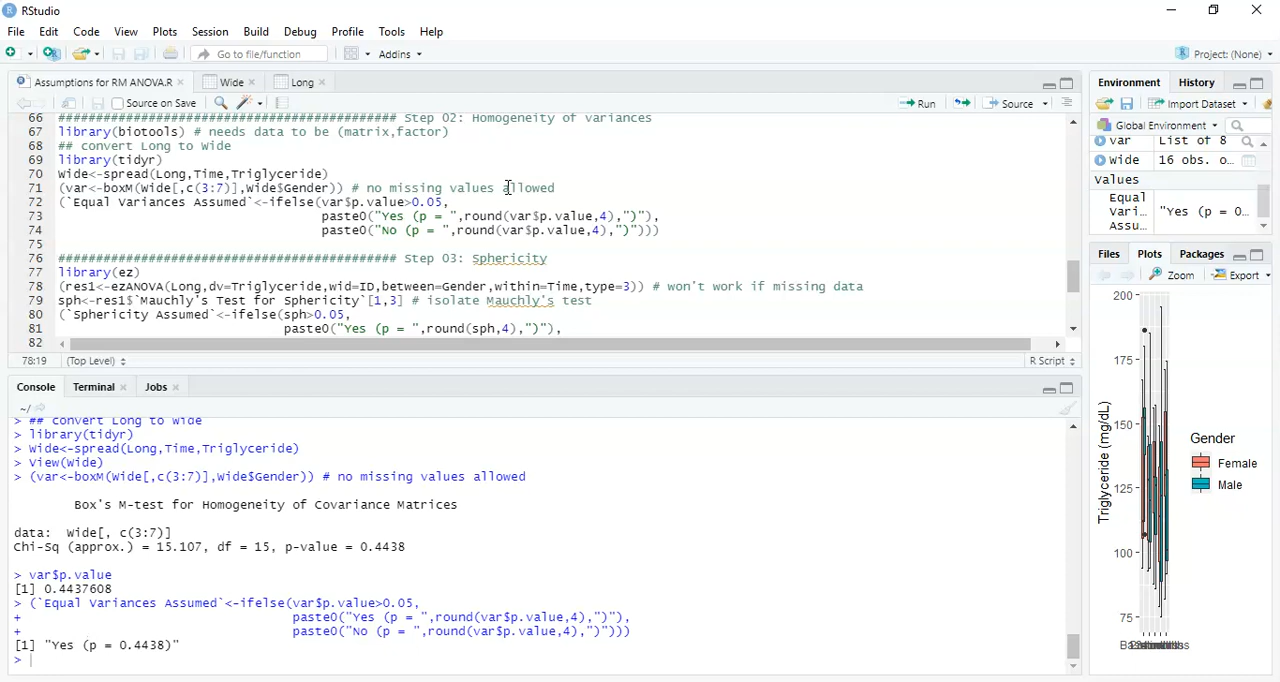 RStudio
File Edit Code View Plots Session Build Debug Profile Tools Help
Go to file/function Addins Project: (None)
Assumptions for RM ANOVA.R Wide Long
Source on Save Run Source
66 ######################################## Step 02: Homogeneity of variances
67 library(biotools) # needs data to be (matrix,factor)
68 ## convert Long to Wide
69 library(tidyr)
70 Wide<-spread(Long,Time,Triglyceride)
71 (var<-boxM(Wide[,c(3:7)],Wide$Gender)) # no missing values allowed
72 (`Equal Variances Assumed`<-ifelse(var$p.value>0.05,
73 paste0("Yes (p = ",round(var$p.value,4),")"),
74 paste0("No (p = ",round(var$p.value,4),")")))
75
76 ######################################## Step 03: Sphericity
77 library(ez)
78 (res1<-ezANOVA(Long,dv=Triglyceride,wid=ID,between=Gender,within=Time,type=3)) # won't work if missing data
79 sph<-res1$`Mauchly's Test for Sphericity`[1,3] # isolate Mauchly's test
80 (`Sphericity Assumed`<-ifelse(sph>0.05,
81 paste0("Yes (p = ",round(sph,4),")"),
82
78:19 (Top Level) R Script
Console Terminal Jobs
~/
> ## convert Long to Wide
> library(tidyr)
> Wide<-spread(Long,Time,Triglyceride)
> View(Wide)
> (var<-boxM(Wide[,c(3:7)],Wide$Gender)) # no missing values allowed
Box's M-test for Homogeneity of Covariance Matrices
data: Wide[, c(3:7)]
Chi-Sq (approx.) = 15.107, df = 15, p-value = 0.4438
> var$p.value
[1] 0.4437608
> (`Equal Variances Assumed`<-ifelse(var$p.value>0.05,
+ paste0("Yes (p = ",round(var$p.value,4),")"),
+ paste0("No (p = ",round(var$p.value,4),")")))
[1] "Yes (p = 0.4438)"
>
Environment History
Import Dataset
Global Environment
var List of 8
Wide 16 obs. o...
Values
Equal Vari... Assu... "Yes (p = 0...
Files Plots Packages
Zoom Export
Triglyceride (mg/dL)
200
175
150
125
100
75
Gender
Female
Male